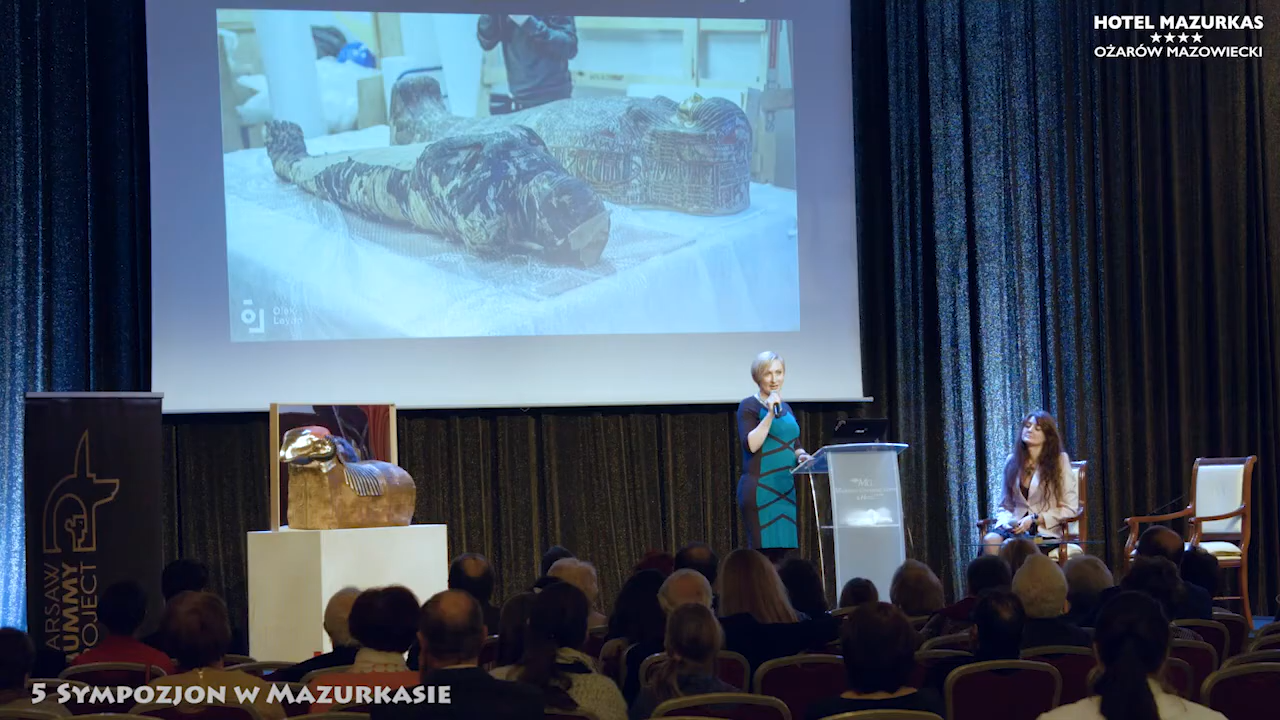 HOTEL MAZURKAS
OŻARÓW MAZOWIECKI
ARSAW
UMMY
OJECT
5 SYMPOZJON W MAZURKASIE